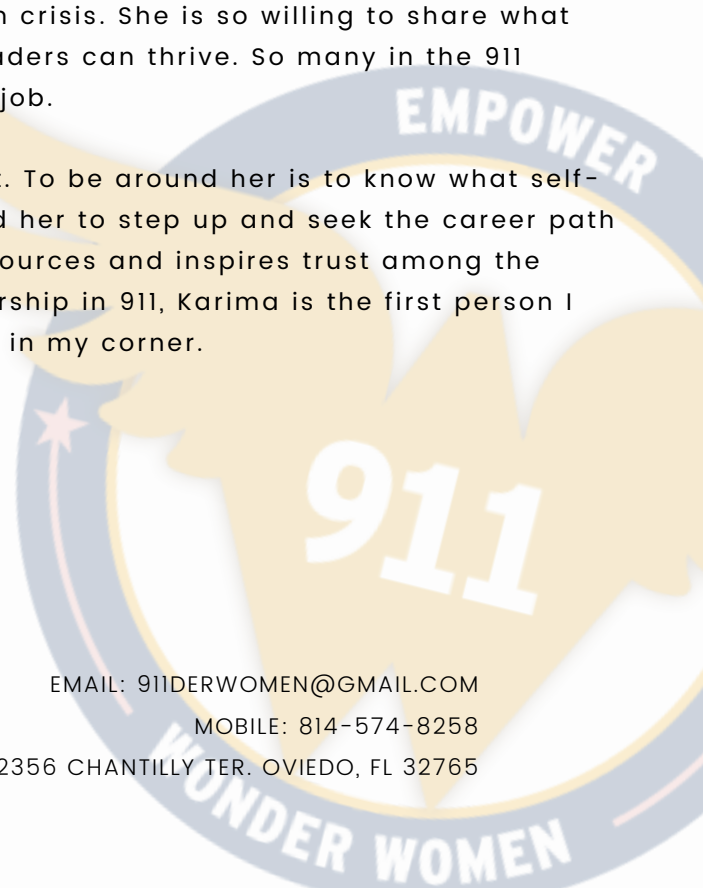 crisis. She is so willing to share what
can thrive. So many in the 911
job.
EMPOWER
. To be around her is to know what self-
her to step up and seek the career path
and inspires trust among the
in 911, Karima is the first person I
in my corner.
911
EMAIL: 911DERWOMEN@GMAIL.COM
MOBILE: 814-574-8258
2356 CHANTILLY TER. OVIEDO, FL 32765
WONDER WOMEN